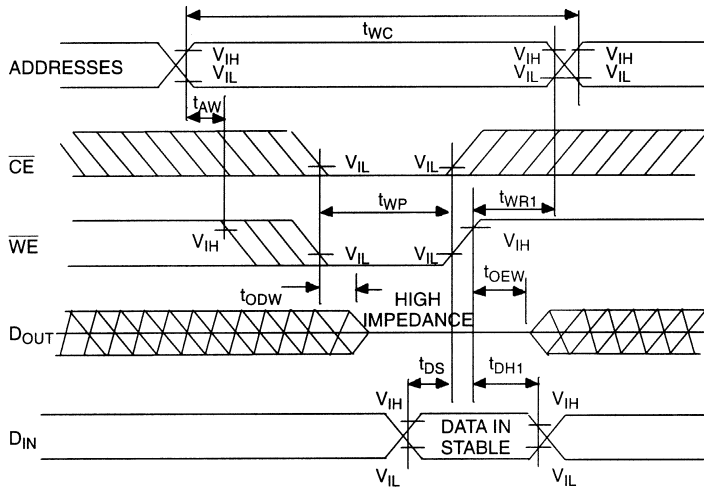 tWC
ADDRESSES
VIH
VIL
VIH
VIL
VIH
VIL
tAW
CE
VIL
VIL
tWP
tWR1
WE
VIH
VIL
VIL
VIH
tODW
HIGH
IMPEDANCE
tOEW
DOUT
tDS
tDH1
VIH
VIH
DIN
DATA IN
STABLE
VIL
VIL